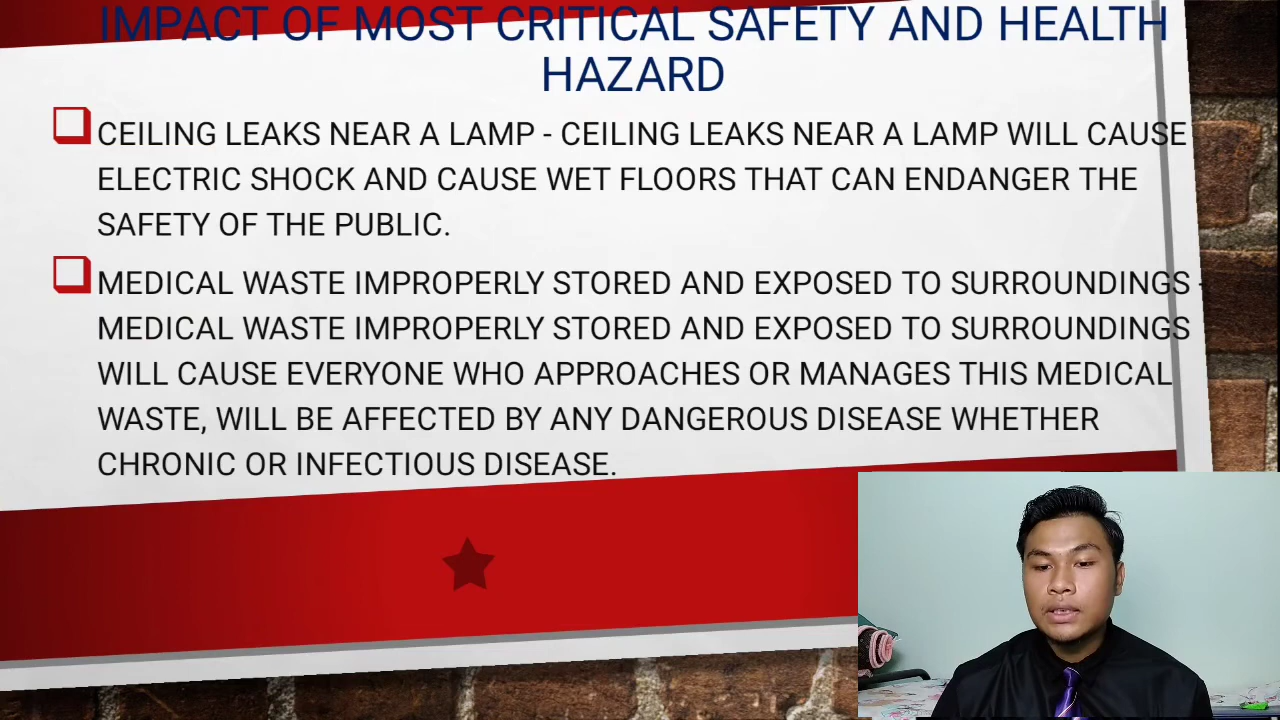 IMPACT OF MOST CRITICAL SAFETY AND HEALTH
HAZARD
CEILING LEAKS NEAR A LAMP - CEILING LEAKS NEAR A LAMP WILL CAUSE
ELECTRIC SHOCK AND CAUSE WET FLOORS THAT CAN ENDANGER THE
SAFETY OF THE PUBLIC.
MEDICAL WASTE IMPROPERLY STORED AND EXPOSED TO SURROUNDINGS -
MEDICAL WASTE IMPROPERLY STORED AND EXPOSED TO SURROUNDINGS
WILL CAUSE EVERYONE WHO APPROACHES OR MANAGES THIS MEDICAL
WASTE, WILL BE AFFECTED BY ANY DANGEROUS DISEASE WHETHER
CHRONIC OR INFECTIOUS DISEASE.